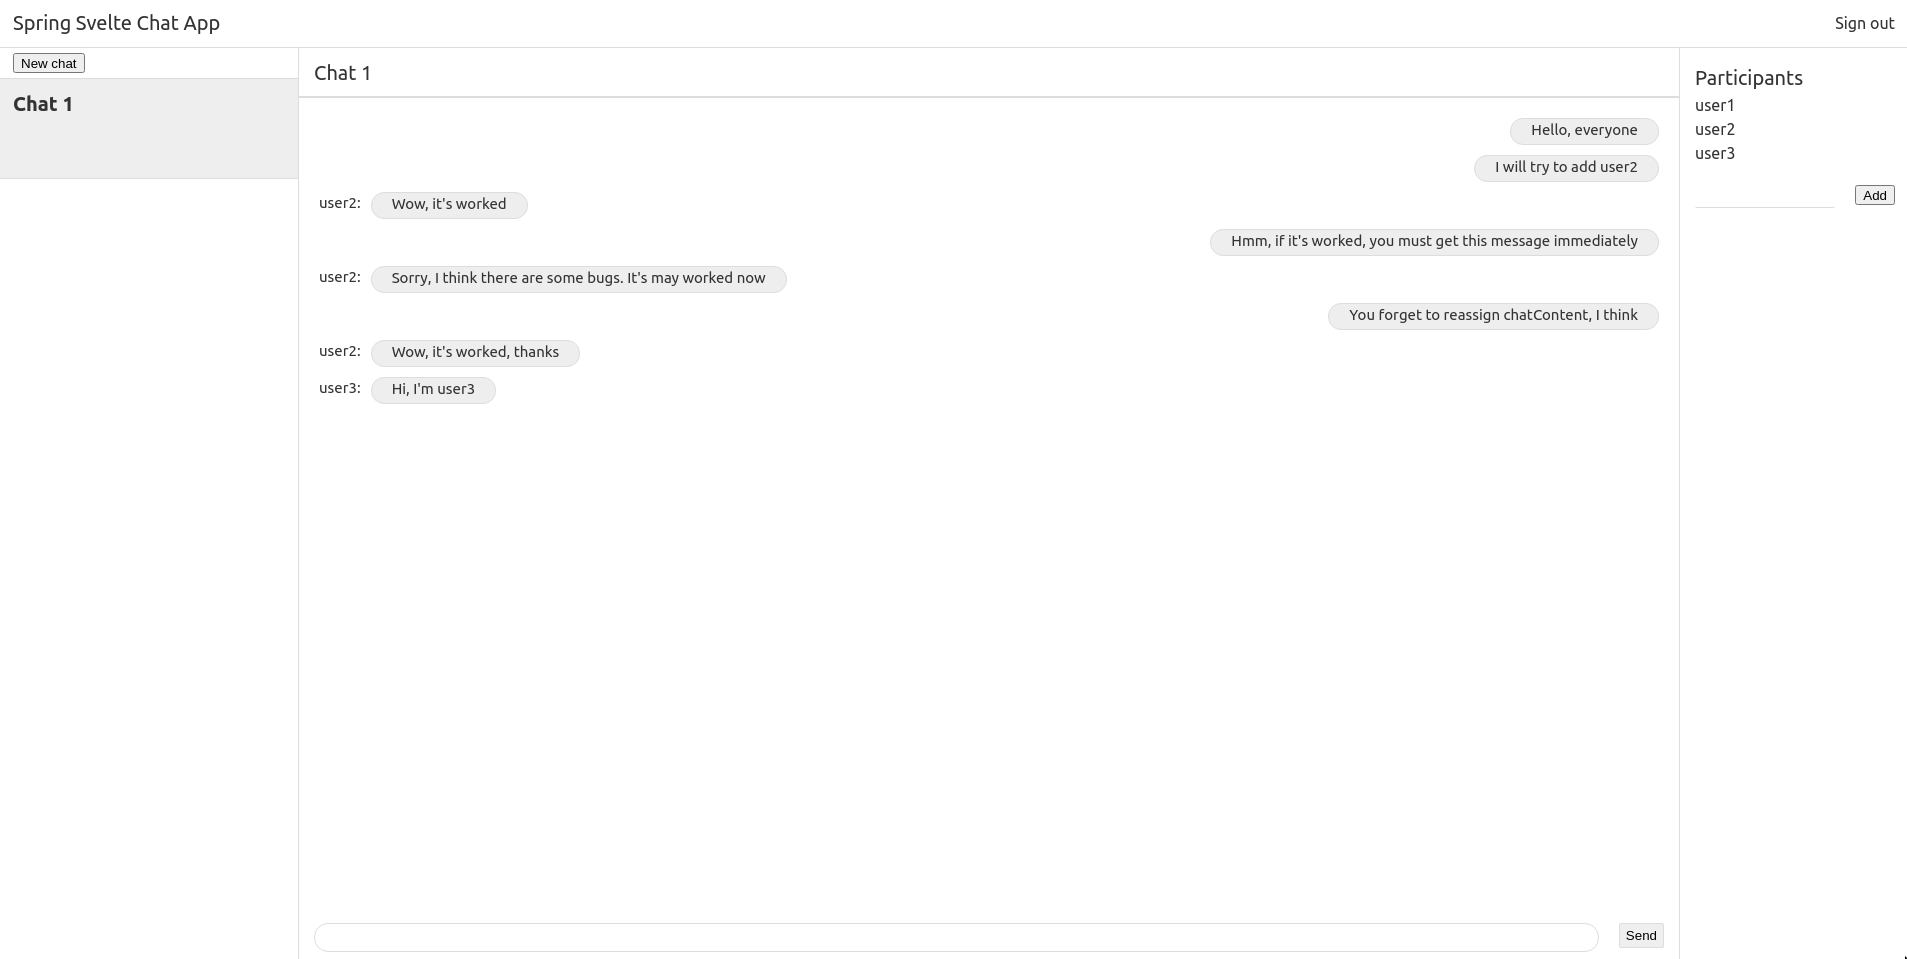 Spring Svelte Chat App
Sign out
New chat
Chat 1
Chat 1
Hello, everyone
I will try to add user2
user2: Wow, it's worked
Hmm, if it's worked, you must get this message immediately
user2: Sorry, I think there are some bugs. It's may worked now
You forget to reassign chatContent, I think
user2: Wow, it's worked, thanks
user3: Hi, I'm user3
Send
Participants
user1
user2
user3
Add